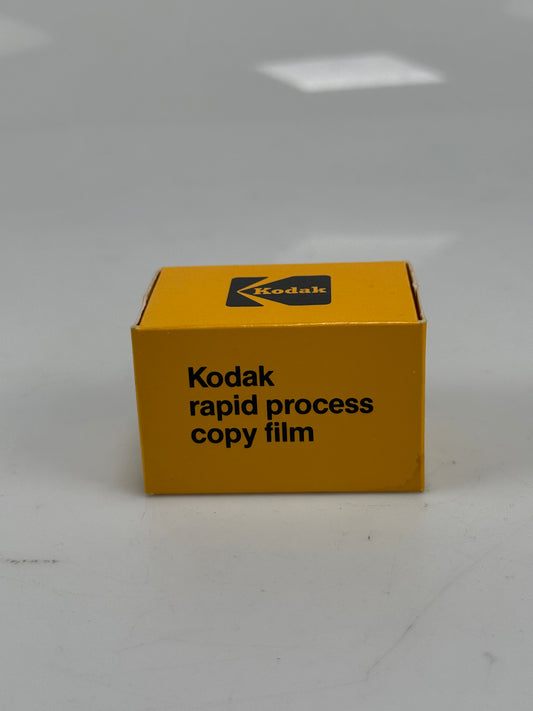 Kodak
Kodak
rapid process
copy film